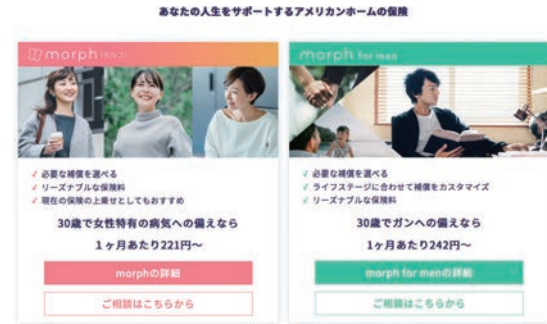 あなたの人生をサポートするアメリカンホームの保険
morph (モルフ)
✓ 必要な補償を選べる
✓ リーズナブルな保険料
✓ 現在の保険の上乗せとしてもおすすめ
30歳で女性特有の病気への備えなら
1ヶ月あたり221円〜
morphの詳細
ご相談はこちらから
morph for men
✓ 必要な補償を選べる
✓ ライフステージに合わせて補償をカスタマイズ
✓ リーズナブルな保険料
30歳でガンへの備えなら
1ヶ月あたり242円〜
morph for menの詳細
ご相談はこちらから